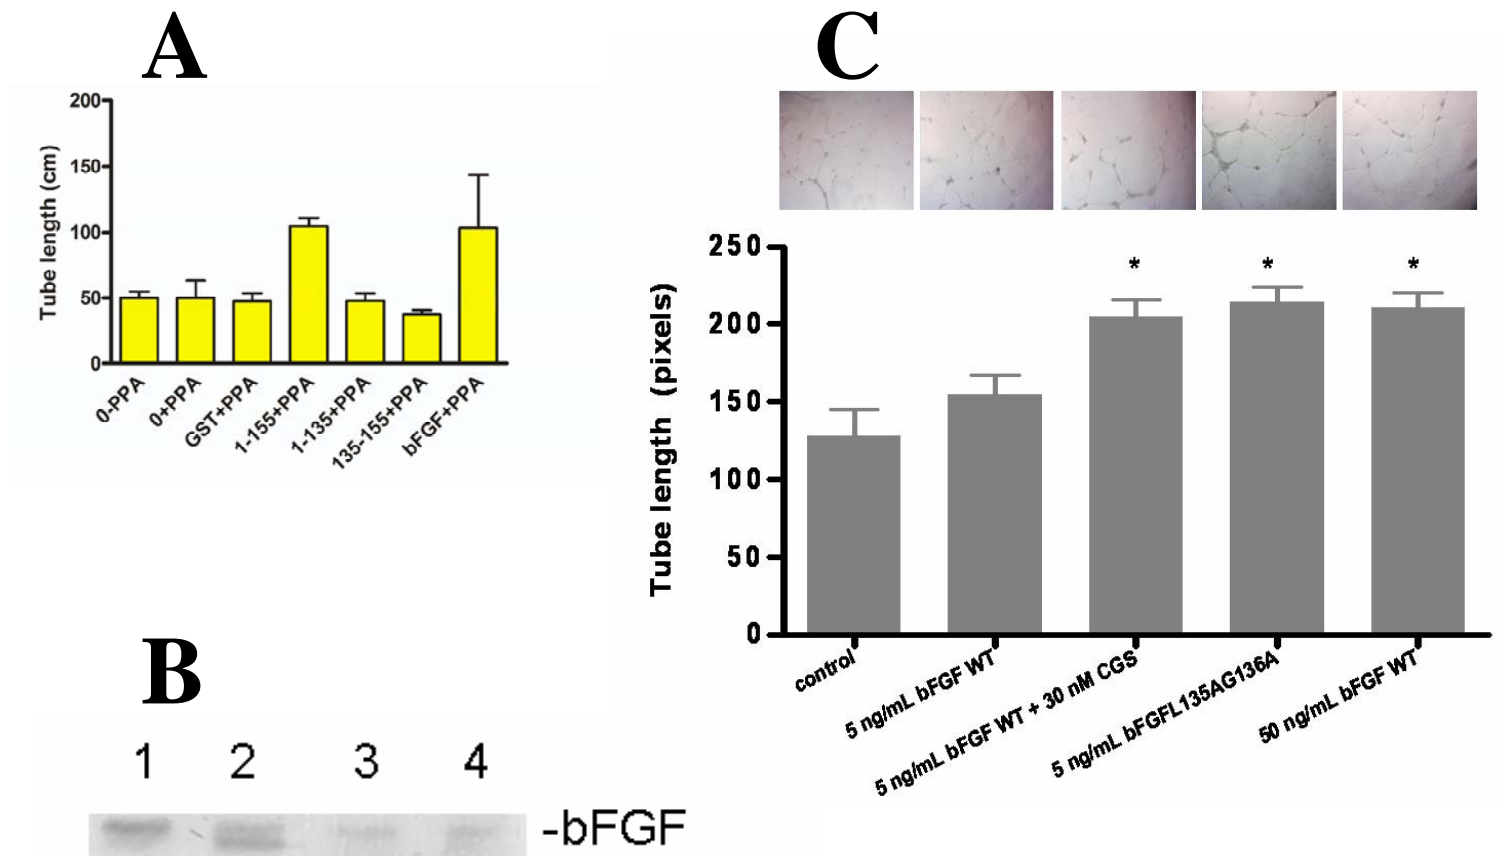 A
200
150
100
50
0
Tube length (cm)
0-PPA
0+PPA
GST+PPA
1-155+PPA
1-135+PPA
135-155+PPA
bFGF+PPA
B
1 2 3 4
-bFGF
C
250
200
150
100
50
0
Tube length (pixels)
* * *
control
5 ng/mL bFGF WT
5 ng/mL bFGF WT + 30 nM CGS
5 ng/mL bFGFL135AG136A
50 ng/mL bFGF WT